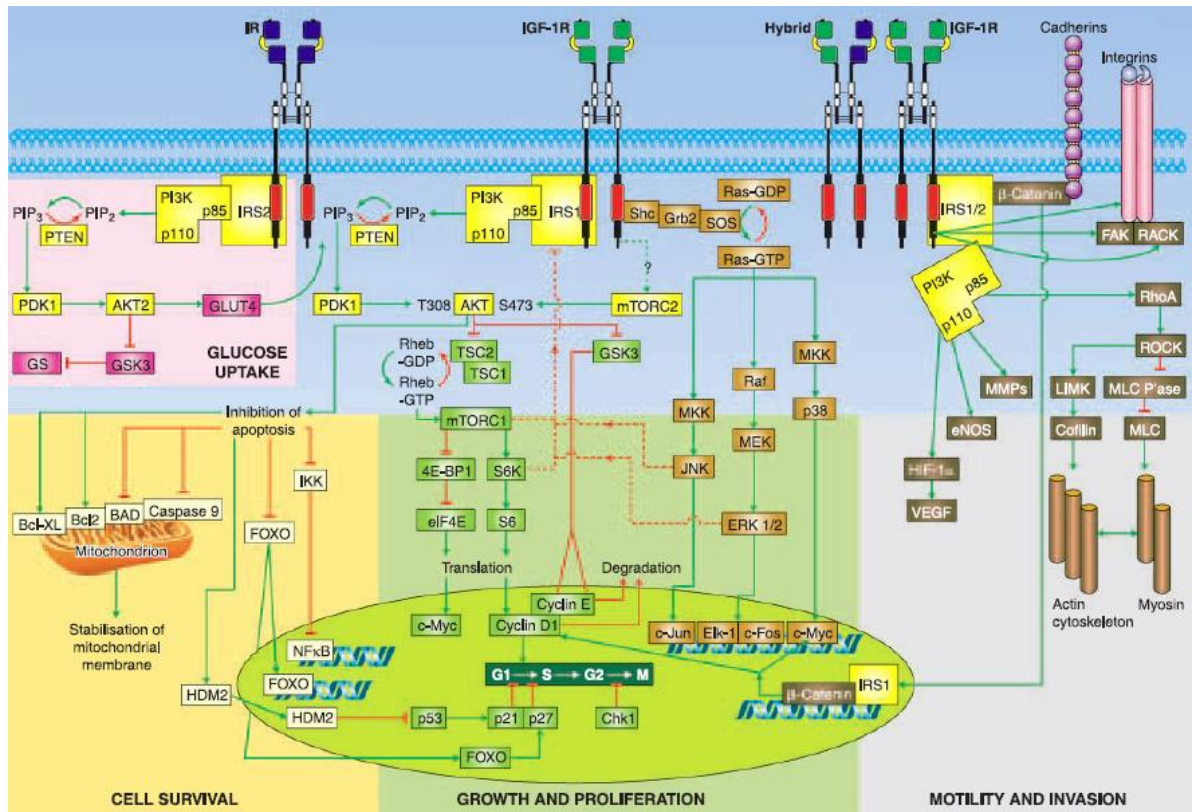 IR
IGF-1R
Hybrid
IGF-1R
Cadherins
Integrins
PI3K
p85
p110
IRS2
PIP3
PIP2
PTEN
PDK1
AKT2
GLUT4
GS
GSK3
GLUCOSE
UPTAKE
PIP3
PIP2
PTEN
PI3K
p85
p110
IRS1
Shc
Grb2
SOS
Ras-GDP
Ras-GTP
?
PDK1
T308
AKT
S473
mTORC2
Rheb
-GDP
Rheb
-GTP
TSC2
TSC1
GSK3
mTORC1
4E-BP1
S6K
eIF4E
S6
Translation
c-Myc
Degradation
Cyclin E
Cyclin D1
MKK
JNK
Raf
MEK
ERK 1/2
MKK
p38
IRS1/2
β-Catenin
FAK
RACK
PI3K
p85
p110
RhoA
ROCK
MMPs
eNOS
HIF-1α
VEGF
LIMK
MLC P'ase
Cofilin
MLC
Actin
cytoskeleton
Myosin
Inhibition of
apoptosis
Bcl-XL
Bcl2
BAD
Caspase 9
Mitochondrion
Stabilisation of
mitochondrial
membrane
FOXO
IKK
NFκB
FOXO
HDM2
HDM2
p53
p21
p27
Chk1
FOXO
G1
S
G2
M
c-Jun
Elk-1
c-Fos
c-Myc
β-Catenin
IRS1
CELL SURVIVAL
GROWTH AND PROLIFERATION
MOTILITY AND INVASION